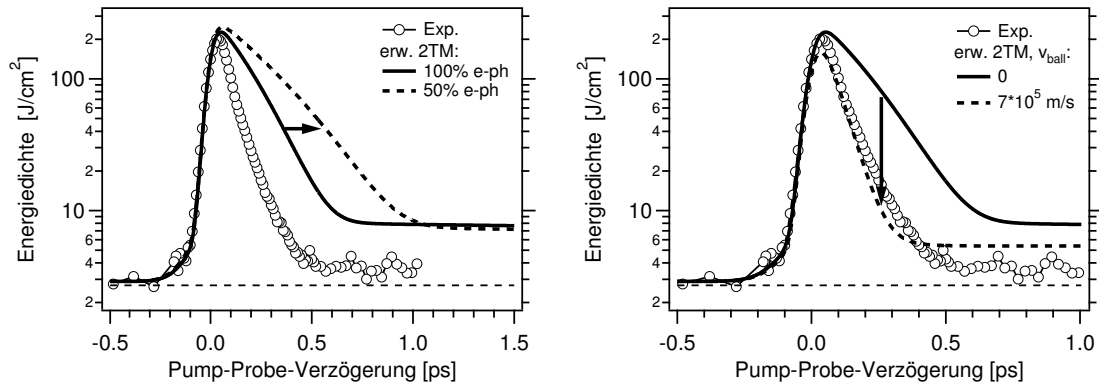 Energiedichte [J/cm²]
2
100
6
4
2
10
6
4
2
Exp.
erw. 2TM:
100% e-ph
50% e-ph
-0.5 0.0 0.5 1.0 1.5
Pump-Probe-Verzögerung [ps]
Energiedichte [J/cm²]
2
100
6
4
2
10
6
4
2
Exp.
erw. 2TM, v_ball:
0
7*10⁵ m/s
-0.5 0.0 0.5 1.0
Pump-Probe-Verzögerung [ps]